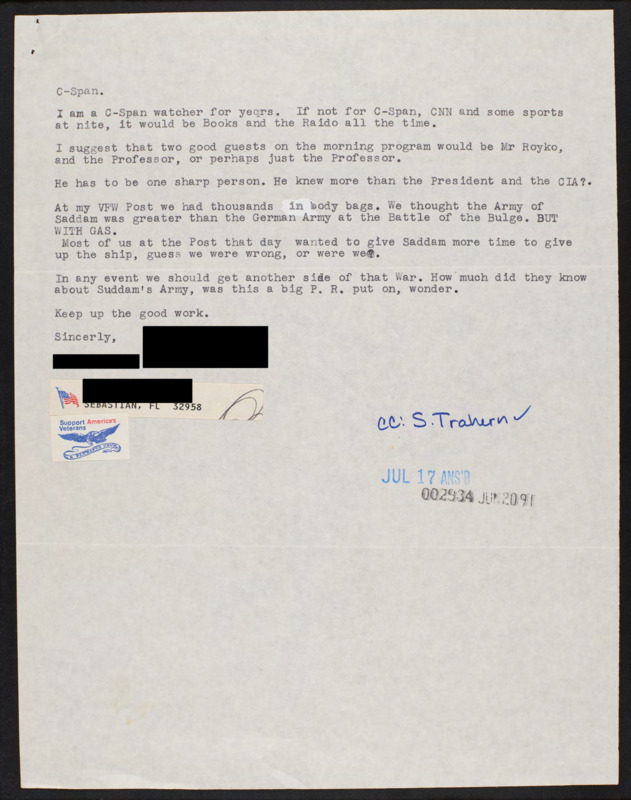 C-Span.
I am a C-Span watcher for yeqrs. If not for C-Span, CNN and some sports
at nite, it would be Books and the Raido all the time.
I suggest that two good guests on the morning program would be Mr Royko,
and the Professor, or perhaps just the Professor.
He has to be one sharp person. He knew more than the President and the CIA?.
At my VFW Post we had thousands in body bags. We thought the Army of
Saddam was greater than the German Army at the Battle of the Bulge. BUT
WITH GAS.
Most of us at the Post that day wanted to give Saddam more time to give
up the ship, guess we were wrong, or were we?.
In any event we should get another side of that War. How much did they know
about Suddam's Army, was this a big P. R. put on, wonder.
Keep up the good work.
Sincerly,
SEBASTIAN, FL 32958
Support America's
Veterans
cc: S. Trahern ✓
JUL 17 ANS'D
002934 JUN 20 91